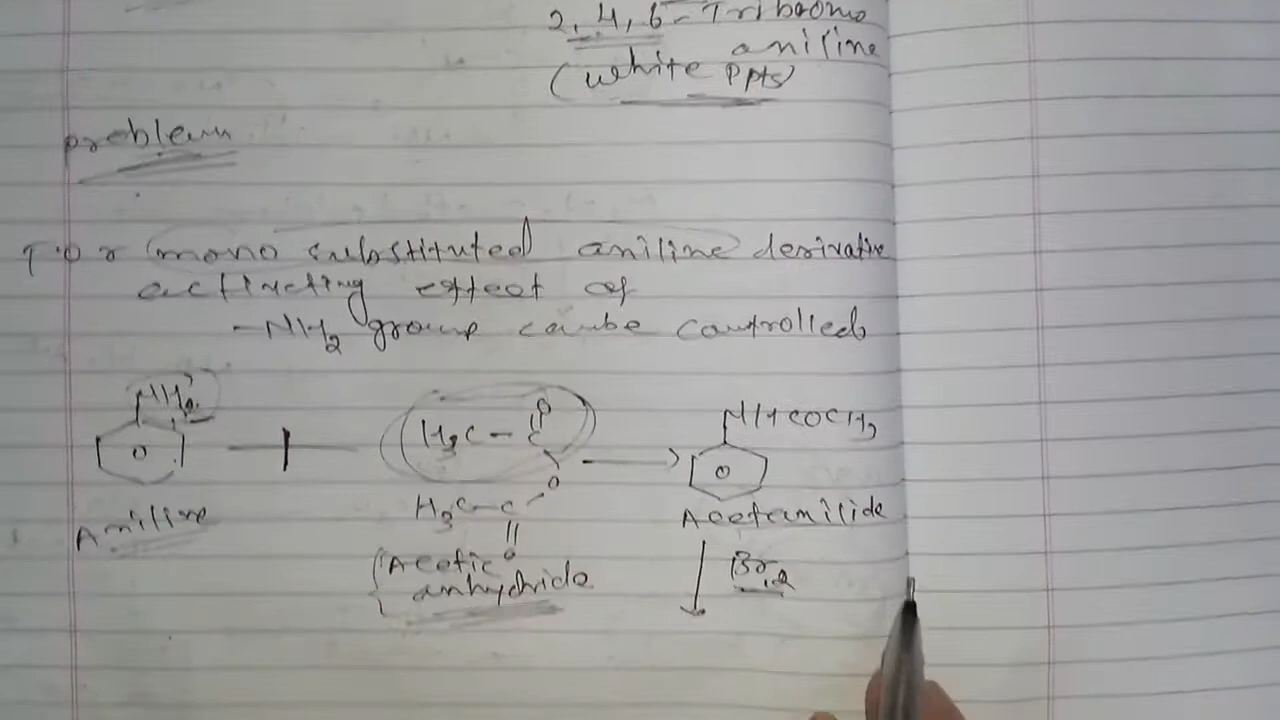 2, 4, 6 - Tribromo
aniline
(white ppts)
problem
For mono substituted aniline derivative
activating effect of
-NH2 group can be controlled
NH2
H3C - C
O
NHCOCH3
O
H3C - C
O
Aniline
Acetanilide
Acetic
anhydride
Br2